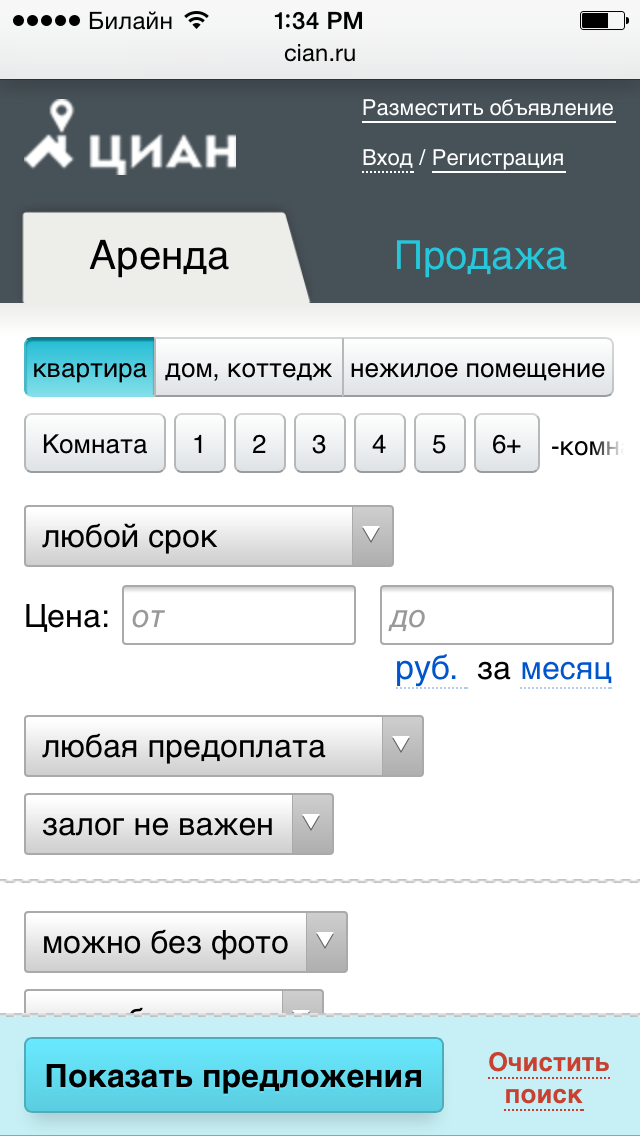 Билайн 1:34 PM
cian.ru
ЦИАН
Разместить объявление
Вход / Регистрация
Аренда Продажа
квартира дом, коттедж нежилое помещение
Комната 1 2 3 4 5 6+ -комн
любой срок
Цена: от до
руб. за месяц
любая предоплата
залог не важен
можно без фото
Показать предложения
Очистить
поиск